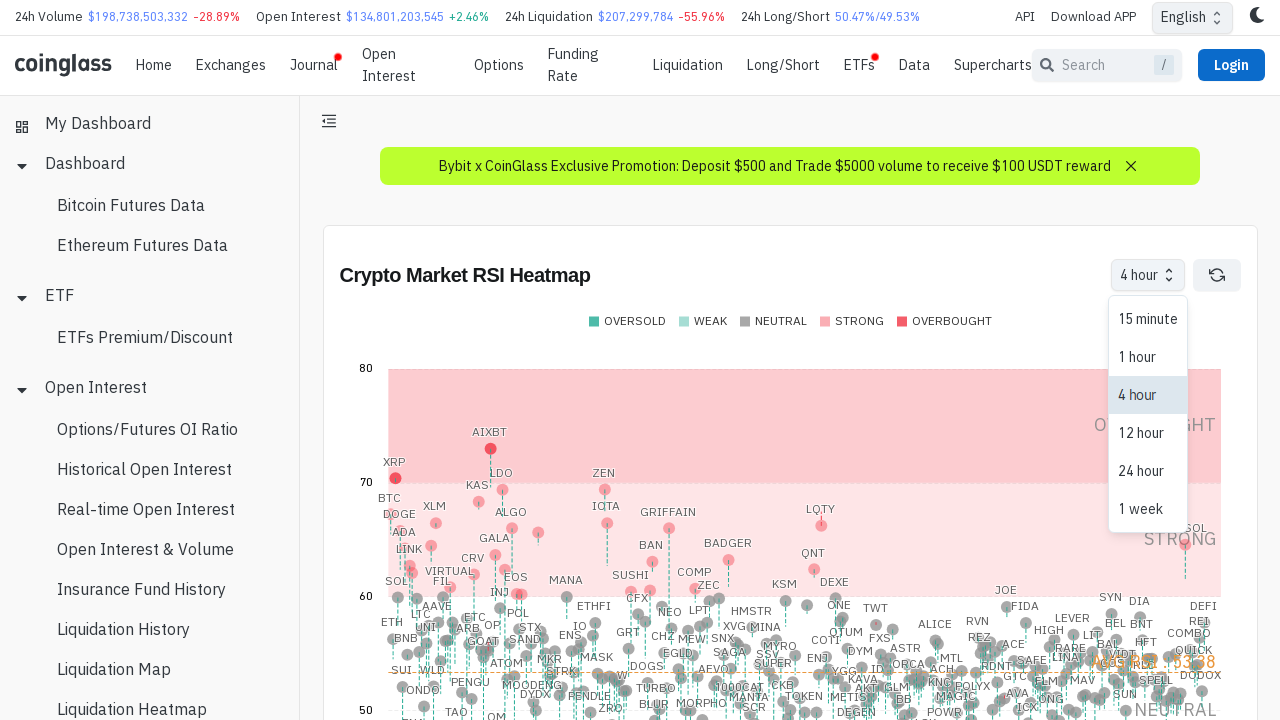 24h Volume $198,738,503,332 -28.89% Open Interest $134,801,203,545 +2.46% 24h Liquidation $207,299,784 -55.96% 24h Long/Short 50.47%/49.53% API Download APP English
coinglass Home Exchanges Journal Open Interest Options Funding Rate Liquidation Long/Short ETFs Data Supercharts Search / Login
My Dashboard
Dashboard
Bitcoin Futures Data
Ethereum Futures Data
ETF
ETFs Premium/Discount
Open Interest
Options/Futures OI Ratio
Historical Open Interest
Real-time Open Interest
Open Interest & Volume
Insurance Fund History
Liquidation History
Liquidation Map
Liquidation Heatmap
Bybit x CoinGlass Exclusive Promotion: Deposit $500 and Trade $5000 volume to receive $100 USDT reward
Crypto Market RSI Heatmap
4 hour
15 minute
1 hour
4 hour
12 hour
24 hour
1 week
OVERSOLD WEAK NEUTRAL STRONG OVERBOUGHT
80
AIXBT
XRP LDO ZEN
70
KAS
BTC
DOGE XLM ALGO IOTA GRIFFAIN LQTY
ADA GALA
LINK BAN BADGER STRONG
CRV QNT
VIRTUAL EOS SUSHI COMP
SOL FIL MANA ZEC KSM DEXE
INJ JOE
60
CFX
AAVE ETHFI NEO LPT HMSTR ONE TWT FIDA SYN DIA DEFI
LTC ETC POL
ETH UNI ARB OP STX IO GRT XVG MINA ALICE RVN HIGH LEVER BEL BNT REI
BNB GOAT SAND ENS CHZ MEW SNX MYRO COTI OTUM FXS REZ ACE LIT COMBO
ATOM MKR MASK DOGS EGLD SAGA SSV DYM ASTR MTL RARE BAL HFT QUICK
SUI WLD STRK AEVO SUPER ENJ ID ORCA SAFE LINA
PENGU MOODENG TURBO 1000CAT CKB KAVA ACH RDNT GTC MAV SPELL DODOX
ONDO DYDX PENDLE BLUR MORPHO MANTA METIS GLM KNC POLYX AVA ONG SUN
TAO OM ZRO SCR DEGEN BB MAGIC POWR ICX
50 NEUTRAL